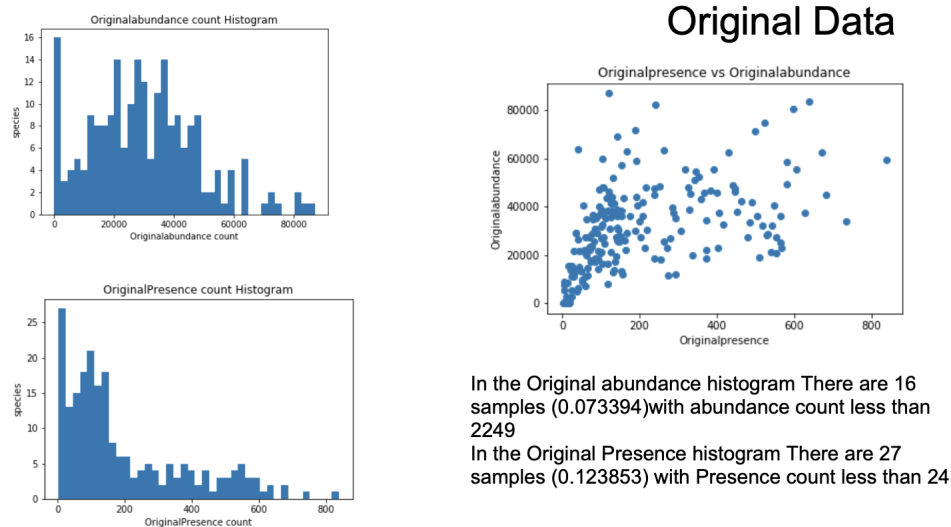 Original Data
Originalabundance count Histogram
species
16
14
12
10
8
6
4
2
0
0 20000 40000 60000 80000
Originalabundance count
OriginalPresence count Histogram
species
25
20
15
10
5
0
0 200 400 600 800
OriginalPresence count
Originalpresence vs Originalabundance
Originalabundance
80000
60000
40000
20000
0
0 200 400 600 800
Originalpresence
In the Original abundance histogram There are 16
samples (0.073394)with abundance count less than
2249
In the Original Presence histogram There are 27
samples (0.123853) with Presence count less than 24